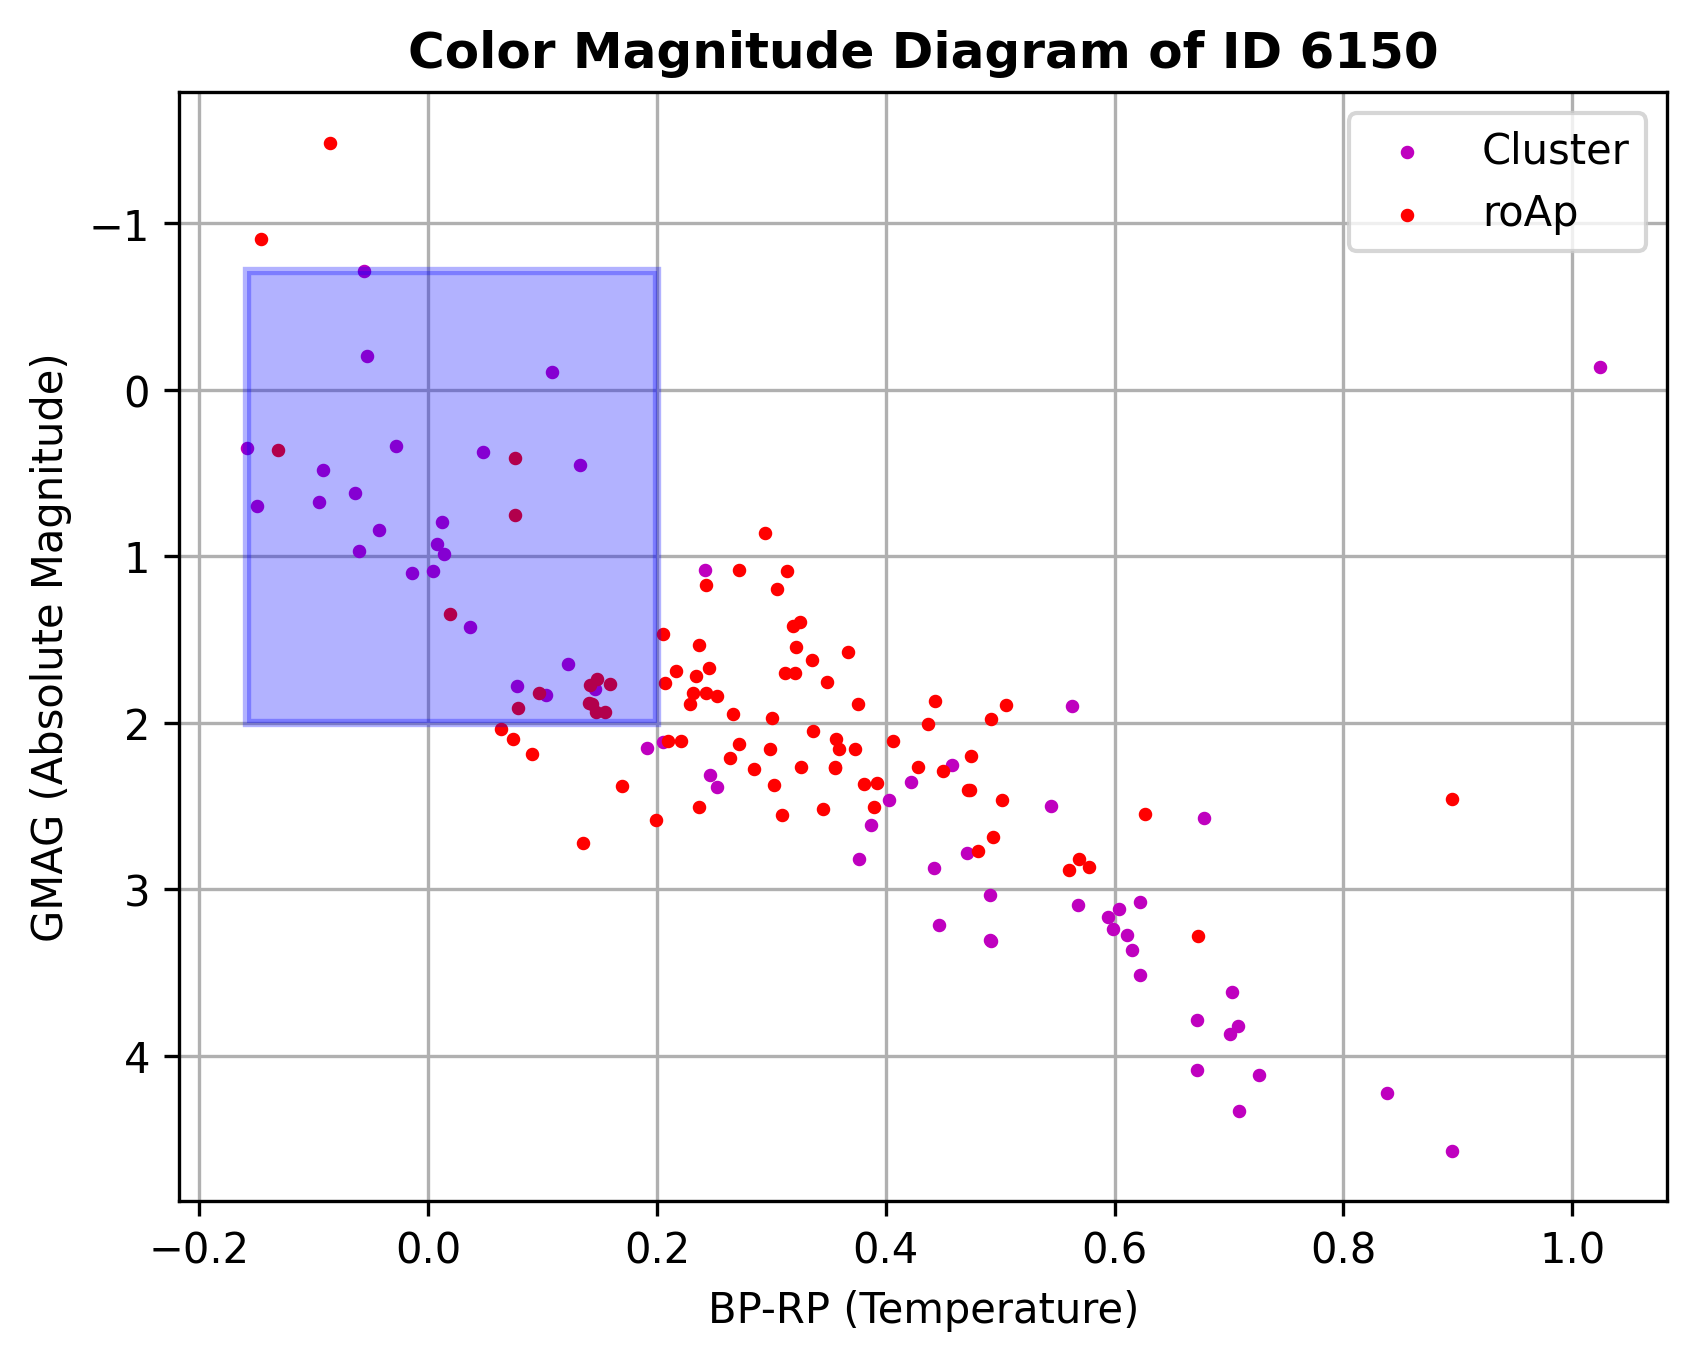 Color Magnitude Diagram of ID 6150
Cluster
roAp
−1
0
1
2
3
4
GMAG (Absolute Magnitude)
−0.2
0.0
0.2
0.4
0.6
0.8
1.0
BP-RP (Temperature)